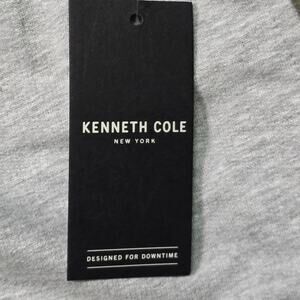 KENNETH COLE
NEW YORK
DESIGNED FOR DOWNTIME